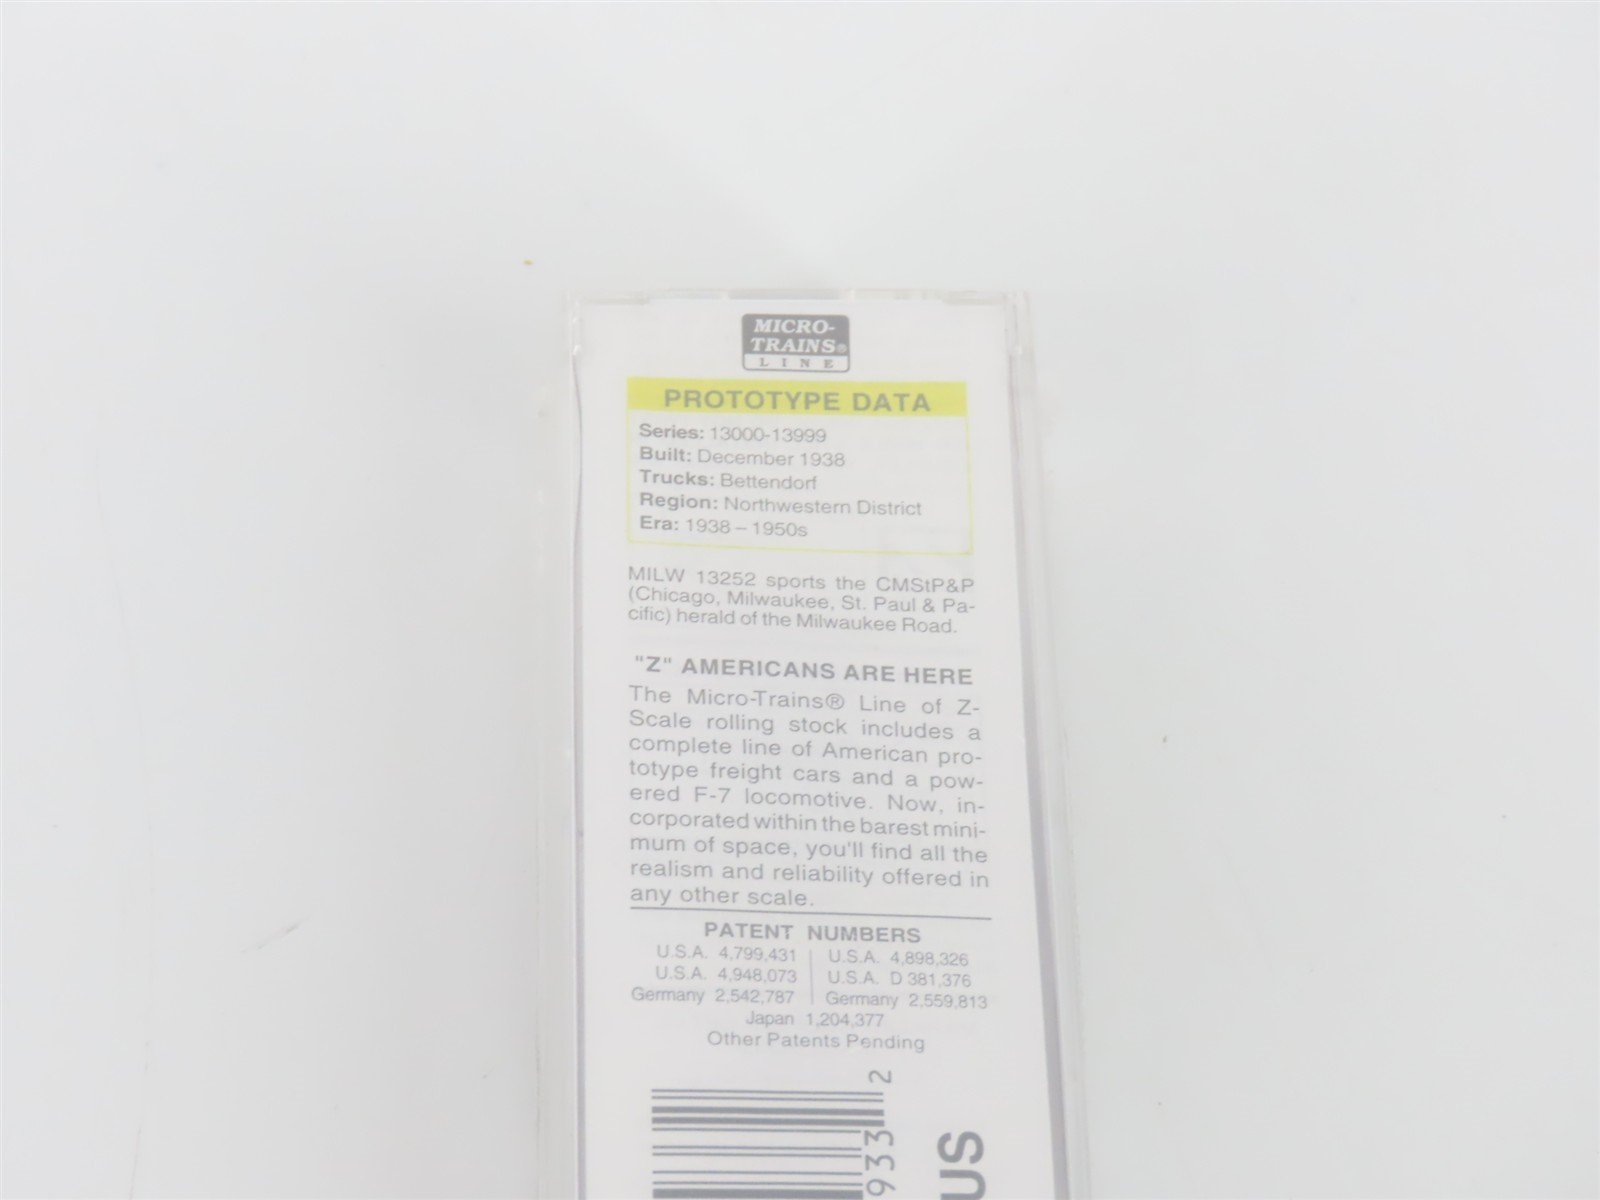 MICRO-
TRAINS®
LINE
PROTOTYPE DATA
Series: 13000-13999
Built: December 1938
Trucks: Bettendorf
Region: Northwestern District
Era: 1938 – 1950s
MILW 13252 sports the CMStP&P
(Chicago, Milwaukee, St. Paul & Pa-
cific) herald of the Milwaukee Road.
"Z" AMERICANS ARE HERE
The Micro-Trains® Line of Z-
Scale rolling stock includes a
complete line of American pro-
totype freight cars and a pow-
ered F-7 locomotive. Now, in-
corporated within the barest mini-
mum of space, you'll find all the
realism and reliability offered in
any other scale.
PATENT NUMBERS
U.S.A. 4,799,431 U.S.A. 4,898,326
U.S.A. 4,948,073 U.S.A. D 381,376
Germany 2,542,787 Germany 2,559,813
Japan 1,204,377
Other Patents Pending
933 2
US